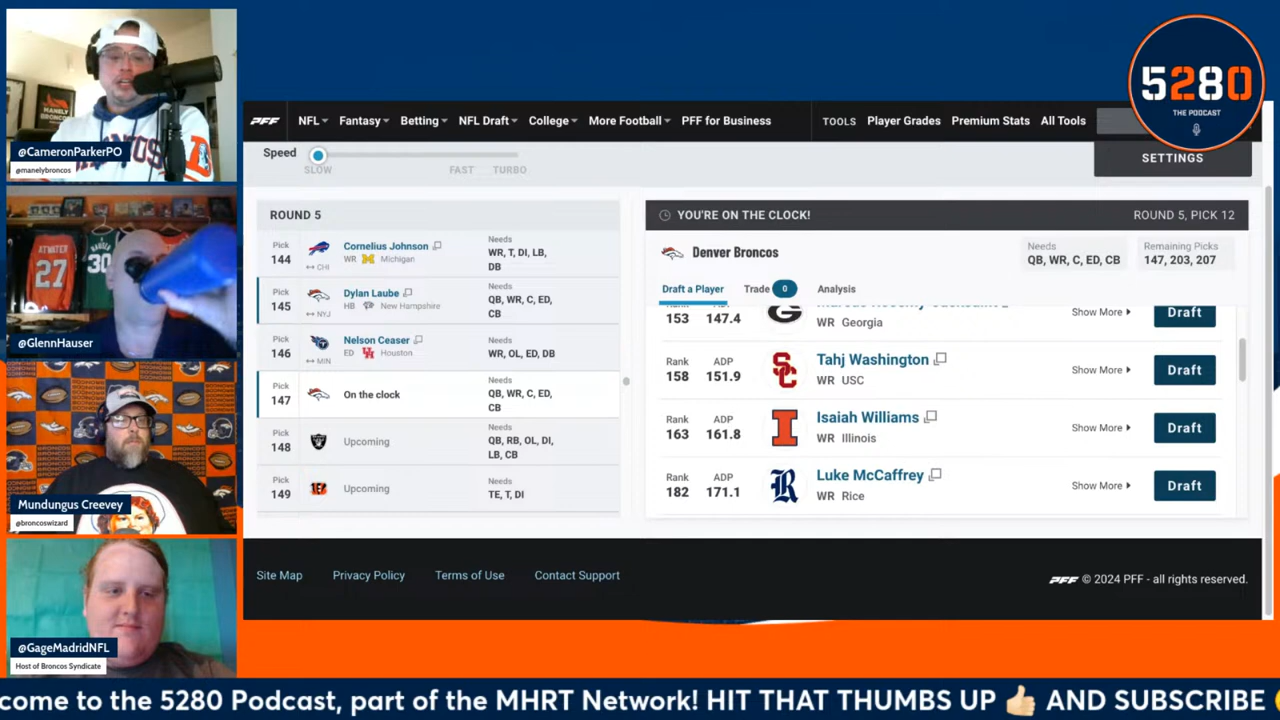 @CameronParkerPO
@manelybroncos
MANELY
BRONCOS
ATWATER
27
30
@GlennHauser
Mundungus Creevey
@broncoswizard
@GageMadridNFL
Host of Broncos Syndicate
5280
THE PODCAST
PFF NFL Fantasy Betting NFL Draft College More Football PFF for Business TOOLS Player Grades Premium Stats All Tools
Speed
SLOW FAST TURBO
SETTINGS
ROUND 5
Pick 144 CHI Cornelius Johnson
WR Michigan
WR, T, DI, LB,
DB
Pick 145 NYJ Dylan Laube
HB New Hampshire
QB, WR, C, ED,
CB
Pick 146 MIN Nelson Ceaser
ED Houston
WR, OL, ED, DB
Pick 147 On the clock
QB, WR, C, ED,
CB
Pick 148 Upcoming
QB, RB, OL, DI,
LB, CB
Pick 149 Upcoming
TE, T, DI
YOU'RE ON THE CLOCK! ROUND 5, PICK 12
Denver Broncos
Needs
QB, WR, C, ED, CB
Remaining Picks
147, 203, 207
Draft a Player Trade 0 Analysis
153 147.4 WR Georgia Show More Draft
Rank 158 ADP 151.9 Tahj Washington
WR USC
Show More Draft
Rank 163 ADP 161.8 Isaiah Williams
WR Illinois
Show More Draft
Rank 182 ADP 171.1 Luke McCaffrey
WR Rice
Show More Draft
Site Map Privacy Policy Terms of Use Contact Support
PFF © 2024 PFF - all rights reserved.
come to the 5280 Podcast, part of the MHRT Network! HIT THAT THUMBS UP 👍🏼 AND SUBSCRIBE